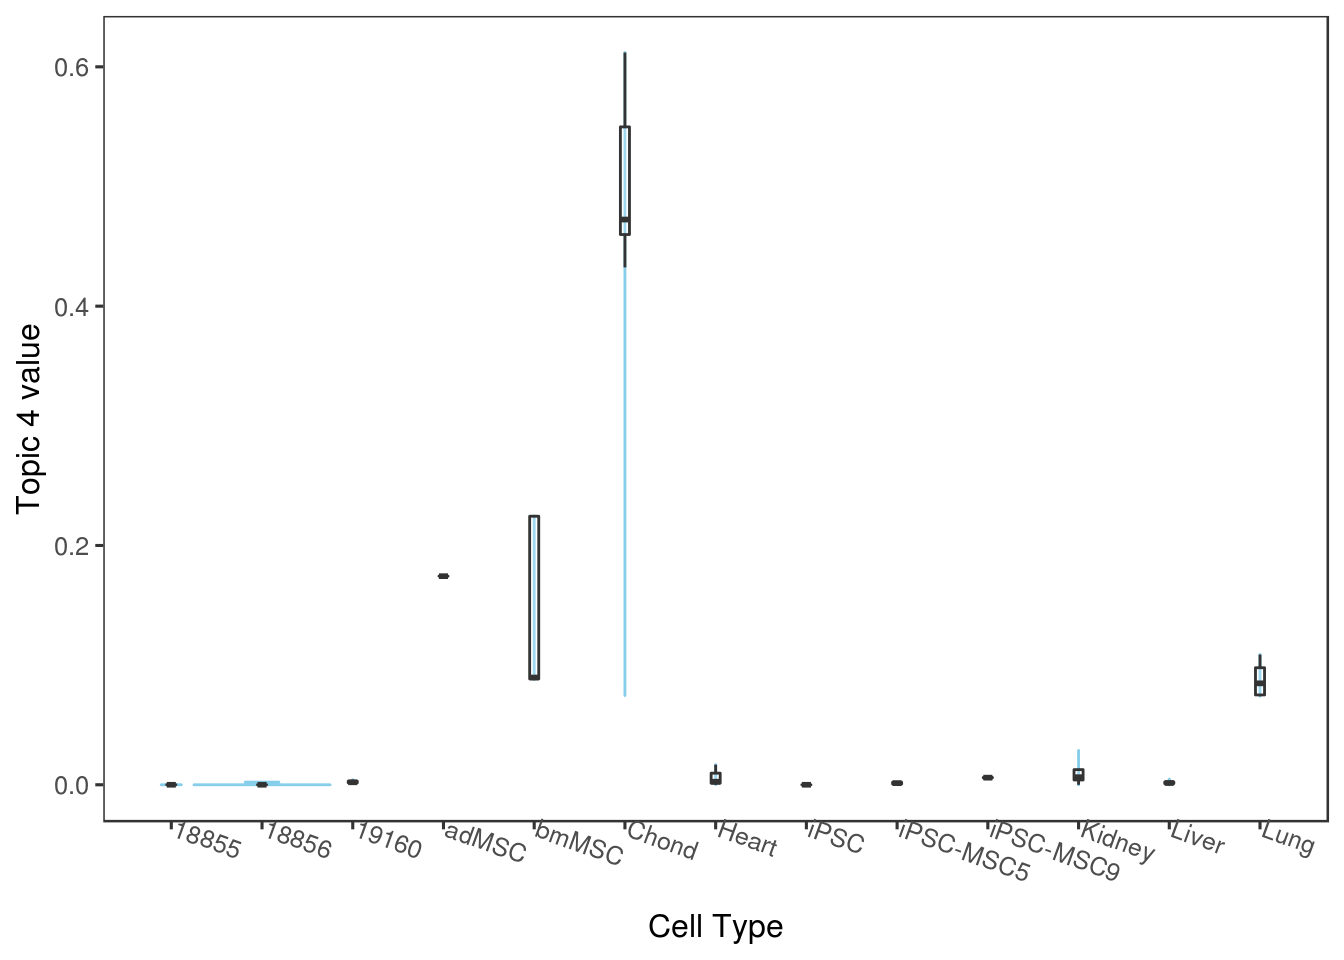 0.6
0.4
0.2
0.0
Topic 4 value
18855
18856
19160
adMSC
bmMSC
Chond
Heart
iPSC
iPSC-MSC5
iPSC-MSC9
Kidney
Liver
Lung
Cell Type